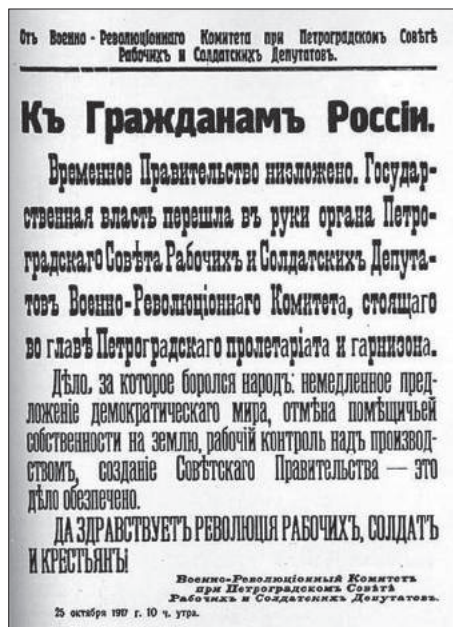 Отъ Военно - Революціоннаго Комитета при Петроградскомъ Совѣтѣ
Рабочихъ и Солдатскихъ Депутатовъ.
Къ Гражданамъ Россіи.
Временное Правительство низложено. Государ-
ственная власть перешла въ руки органа Петро-
градскаго Совѣта Рабочихъ и Солдатскихъ Депута-
товъ Военно-Революціоннаго Комитета, стоящаго
во главѣ Петроградскаго пролетаріата и гарнизона.
Дѣло, за которое боролся народъ: немедленное пред-
ложеніе демократическаго мира, отмѣна помѣщичьей
собственности на землю, рабочій контроль надъ производ-
ствомъ, созданіе Совѣтскаго Правительства — это
дѣло обезпечено.
ДА ЗДРАВСТВУЕТЪ РЕВОЛЮЦІЯ РАБОЧИХЪ, СОЛДАТЪ
И КРЕСТЬЯНЪ!
Военно-Революціонный Комитетъ
при Петроградскомъ Совѣтѣ
Рабочихъ и Солдатскихъ Депутатовъ.
25 октября 1917 г. 10 ч. утра.